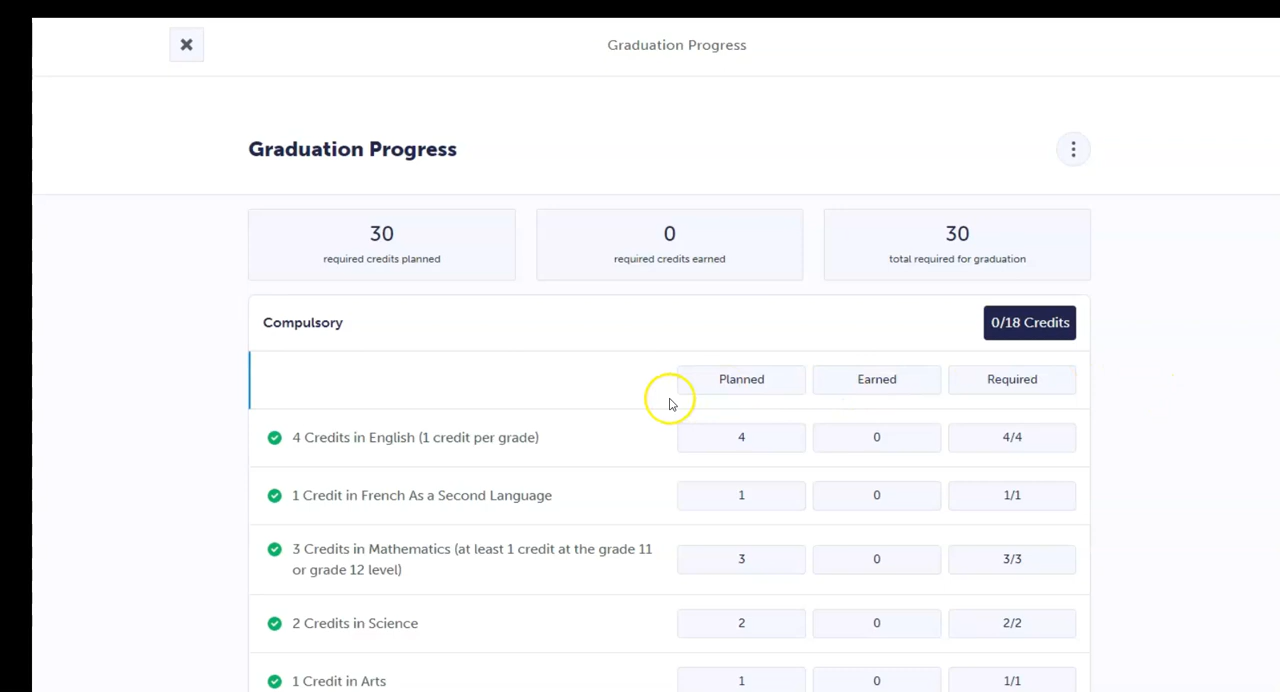 Graduation Progress
Graduation Progress
30
required credits planned
0
required credits earned
30
total required for graduation
Compulsory
0/18 Credits
Planned
Earned
Required
4 Credits in English (1 credit per grade)
4
0
4/4
1 Credit in French As a Second Language
1
0
1/1
3 Credits in Mathematics (at least 1 credit at the grade 11
or grade 12 level)
3
0
3/3
2 Credits in Science
2
0
2/2
1 Credit in Arts
1
0
1/1